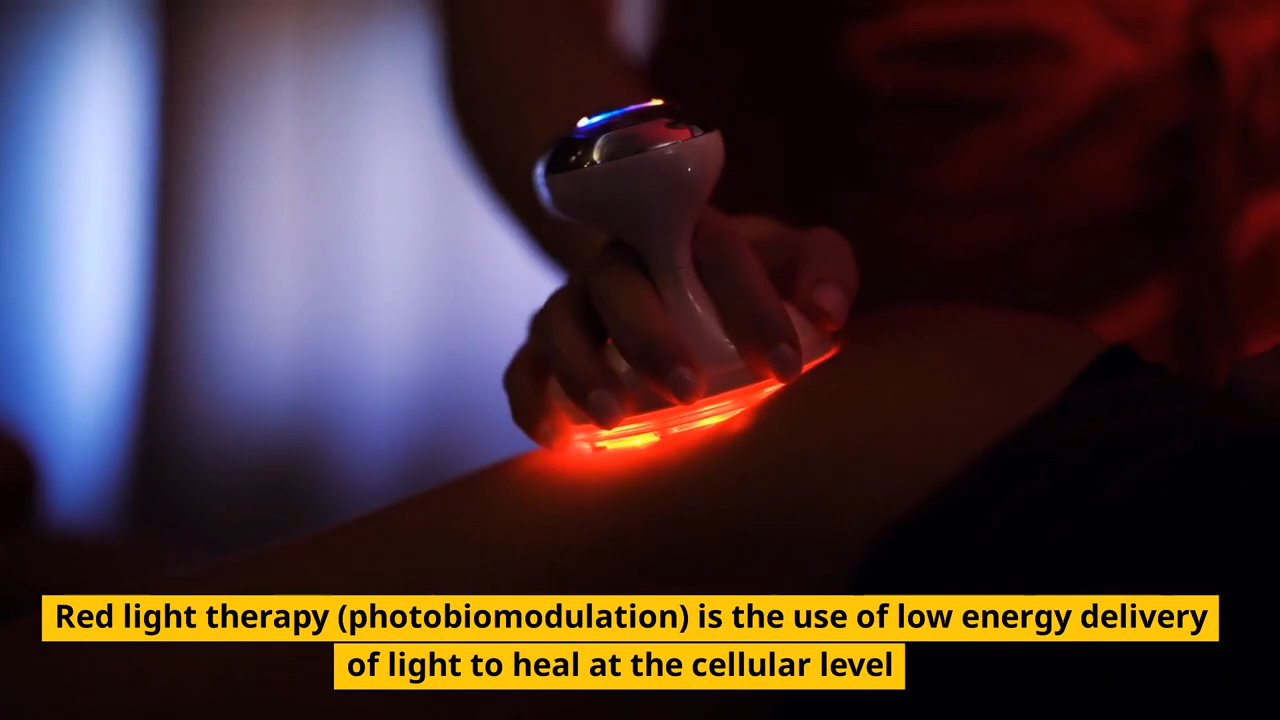 Red light therapy (photobiomodulation) is the use of low energy delivery
of light to heal at the cellular level